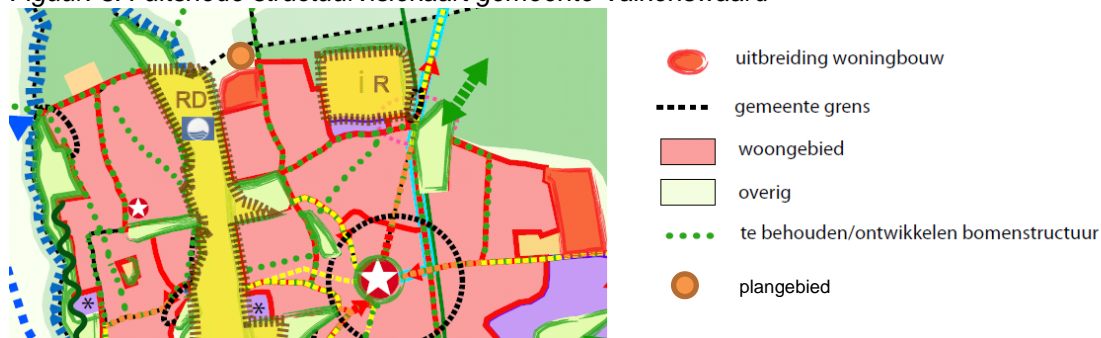 RD
i R
*
*
uitbreiding woningbouw
gemeente grens
woongebied
overig
te behouden/ontwikkelen bomenstructuur
plangebied